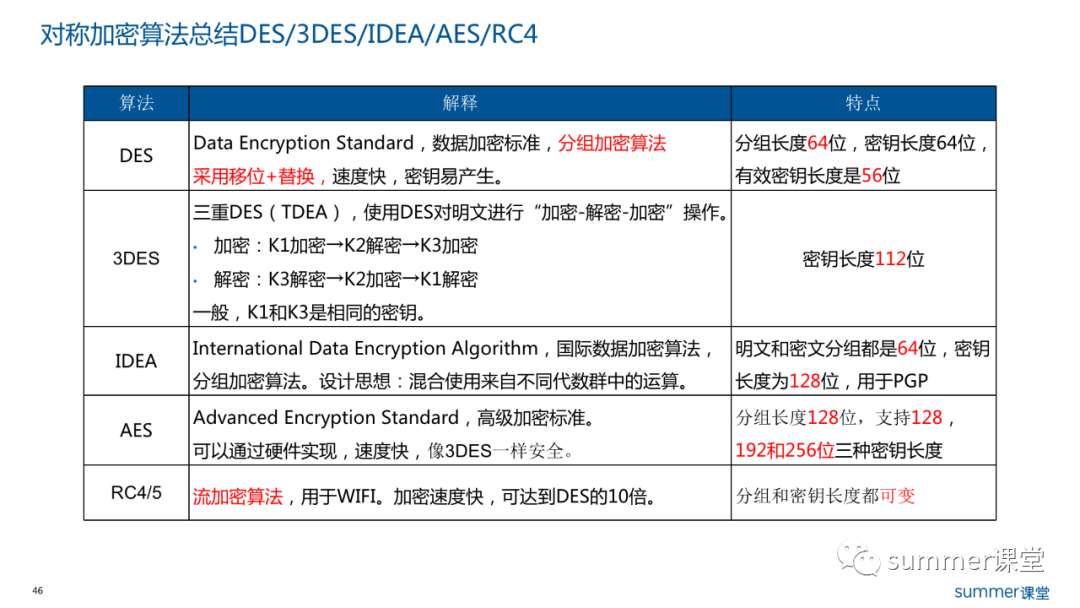 对称加密算法总结DES/3DES/IDEA/AES/RC4
算法 解释 特点
DES
Data Encryption Standard，数据加密标准，分组加密算法
采用移位+替换，速度快，密钥易产生。
分组长度64位，密钥长度64位，
有效密钥长度是56位
3DES
三重DES（TDEA），使用DES对明文进行“加密-解密-加密”操作。
· 加密：K1加密→K2解密→K3加密
· 解密：K3解密→K2加密→K1解密
一般，K1和K3是相同的密钥。
密钥长度112位
IDEA
International Data Encryption Algorithm，国际数据加密算法，
分组加密算法。设计思想：混合使用来自不同代数群中的运算。
明文和密文分组都是64位，密钥
长度为128位，用于PGP
AES
Advanced Encryption Standard，高级加密标准。
可以通过硬件实现，速度快，像3DES一样安全。
分组长度128位，支持128，
192和256位三种密钥长度
RC4/5
流加密算法，用于WIFI。加密速度快，可达到DES的10倍。
分组和密钥长度都可变
summer课堂
46
summer课堂